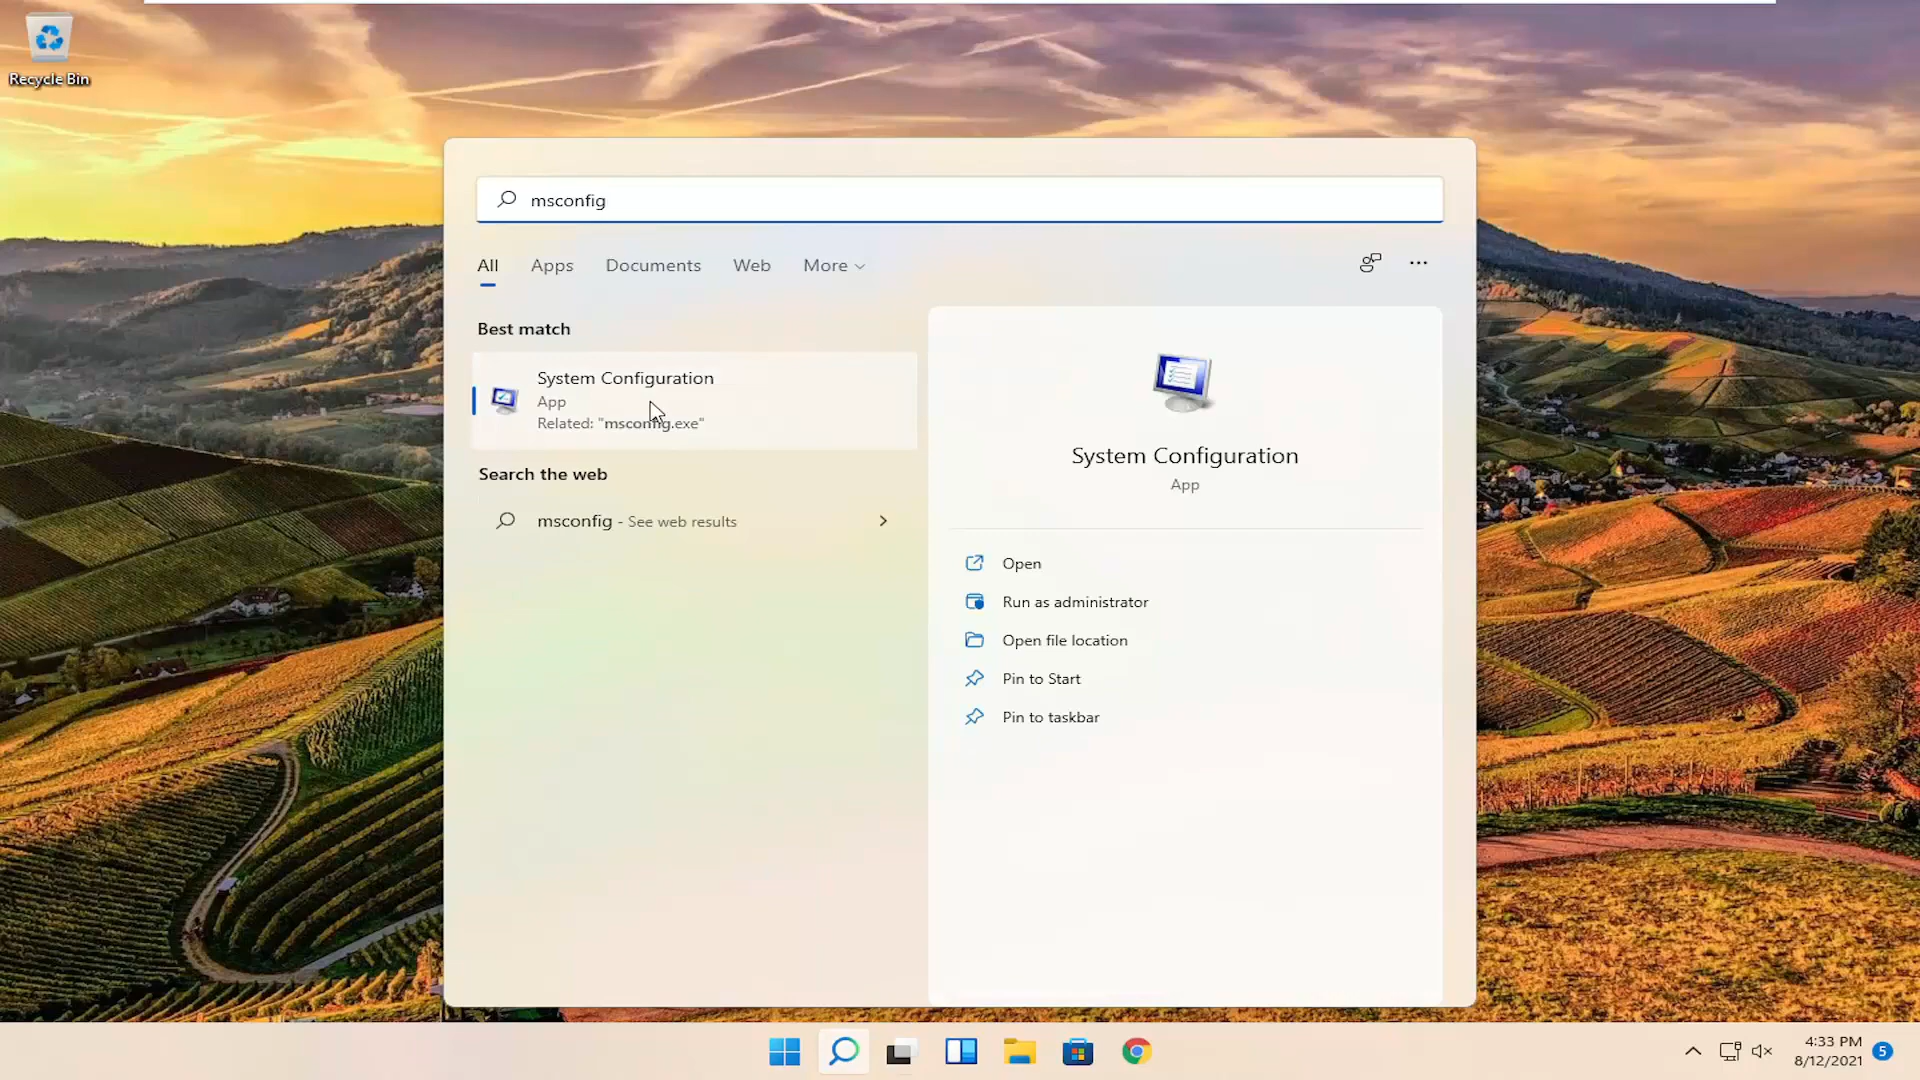 Recycle Bin
msconfig
All
Apps
Documents
Web
More
Best match
System Configuration
App
Related: "msconfig.exe"
Search the web
msconfig - See web results
System Configuration
App
Open
Run as administrator
Open file location
Pin to Start
Pin to taskbar
4:33 PM
8/12/2021
5